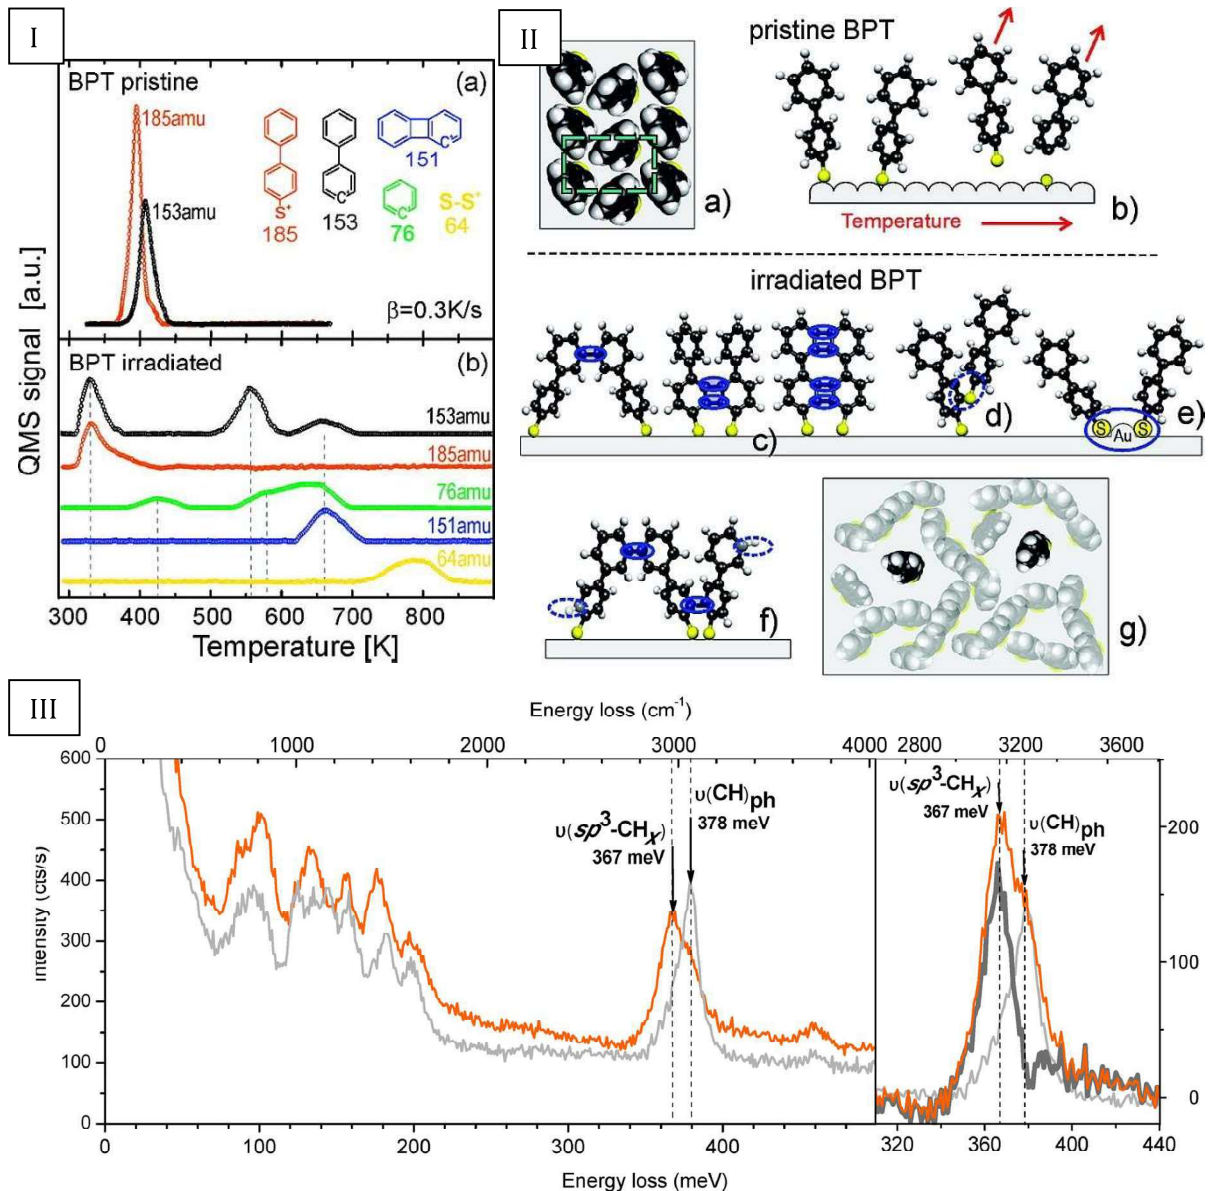 I
BPT pristine
(a)
185amu
153amu
185
153
151
76
S-S⁺
64
S⁺
C⁺
C⁺
C⁺
β=0.3K/s
BPT irradiated
(b)
153amu
185amu
76amu
151amu
64amu
QMS signal [a.u.]
300 400 500 600 700 800
Temperature [K]
II
pristine BPT
a)
b)
Temperature
irradiated BPT
c)
d)
e)
S Au S
f)
g)
III
Energy loss (cm⁻¹)
0 1000 2000 3000 4000 2800 3200 3600
600
500
400
300
200
100
0
Intensity (cts/s)
υ(sp³-CHX)
367 meV
υ(CH)ph
378 meV
υ(sp³-CHX)
367 meV
υ(CH)ph
378 meV
200
100
0
0 100 200 300 400 320 360 400 440
Energy loss (meV)